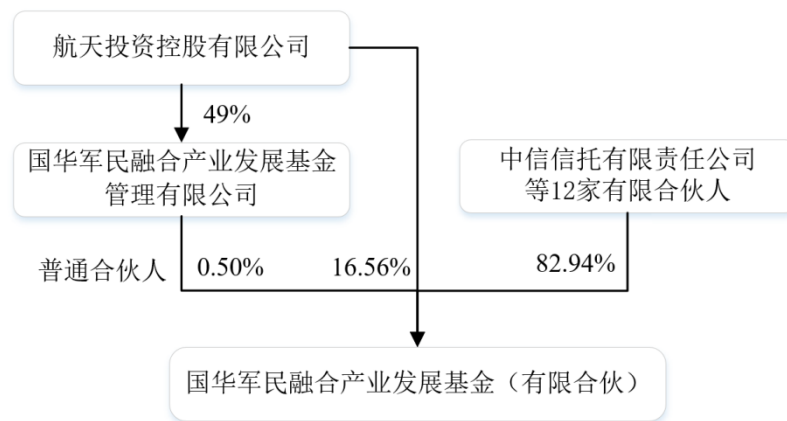 航天投资控股有限公司
49%
国华军民融合产业发展基金
管理有限公司
中信信托有限责任公司
等12家有限合伙人
普通合伙人
0.50%
16.56%
82.94%
国华军民融合产业发展基金（有限合伙）